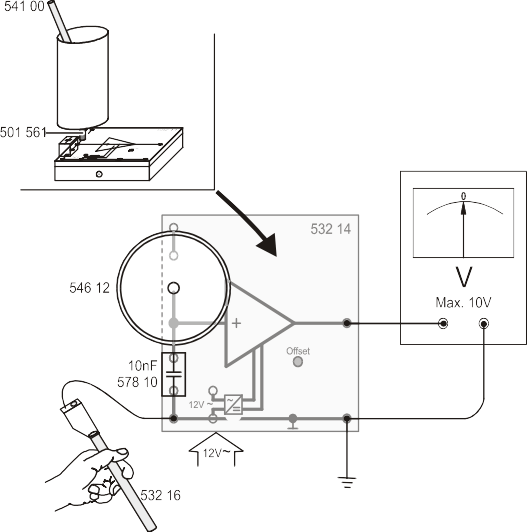 541 00
501 561
532 14
0
546 12
V
Max. 10V
+
Offset
10nF
578 10
12V ~
~
=
12V~
532 16